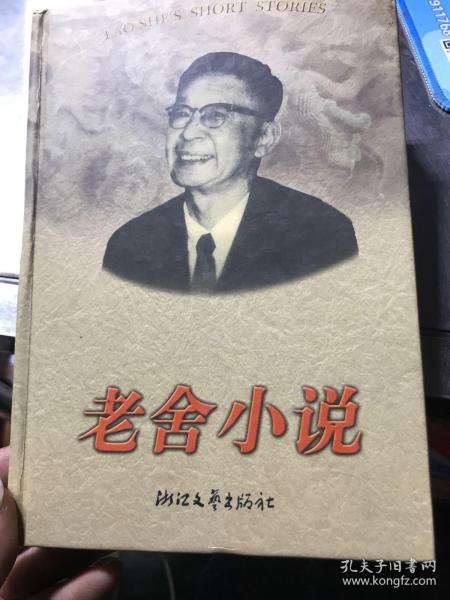 LAO SHE'S SHORT STORIES
911768
老舍小说
浙江文艺出版社
孔夫子旧书网
www.kongfz.com